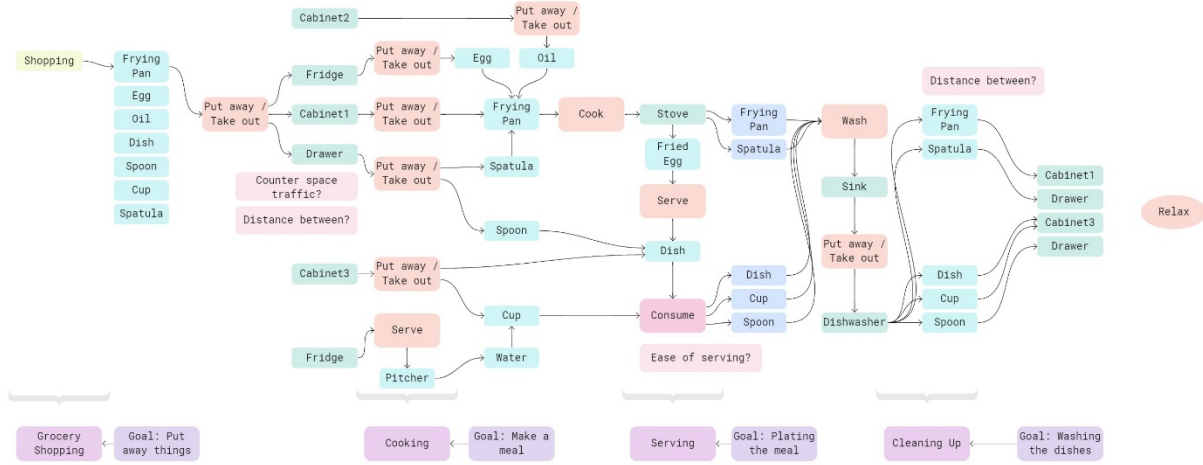 Cabinet2
Put away /
Take out
Shopping
Frying
Pan
Egg
Oil
Dish
Spoon
Cup
Spatula
Put away /
Take out
Fridge
Cabinet1
Drawer
Counter space
traffic?
Distance between?
Put away /
Take out
Put away /
Take out
Put away /
Take out
Egg
Oil
Frying
Pan
Spatula
Spoon
Cook
Stove
Fried
Egg
Serve
Dish
Frying
Pan
Spatula
Wash
Sink
Put away /
Take out
Dishwasher
Distance between?
Frying
Pan
Spatula
Cabinet1
Drawer
Cabinet3
Drawer
Relax
Cabinet3
Put away /
Take out
Cup
Consume
Dish
Cup
Spoon
Dish
Cup
Spoon
Fridge
Serve
Pitcher
Water
Ease of serving?
Grocery
Shopping
Goal: Put
away things
Cooking
Goal: Make a
meal
Serving
Goal: Plating
the meal
Cleaning Up
Goal: Washing
the dishes